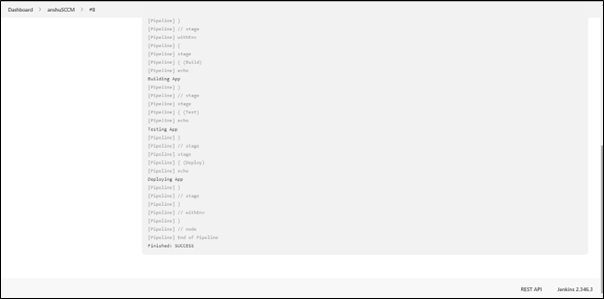 Dashboard > anshuSCCM > #8
[Pipeline] }
[Pipeline] // stage
[Pipeline] withEnv
[Pipeline] {
[Pipeline] stage
[Pipeline] { (Build)
[Pipeline] echo
Building App
[Pipeline] }
[Pipeline] // stage
[Pipeline] stage
[Pipeline] { (Test)
[Pipeline] echo
Testing App
[Pipeline] }
[Pipeline] // stage
[Pipeline] stage
[Pipeline] { (Deploy)
[Pipeline] echo
Deploying App
[Pipeline] }
[Pipeline] // stage
[Pipeline] }
[Pipeline] // withEnv
[Pipeline] }
[Pipeline] // node
[Pipeline] End of Pipeline
Finished: SUCCESS
REST API Jenkins 2.346.3